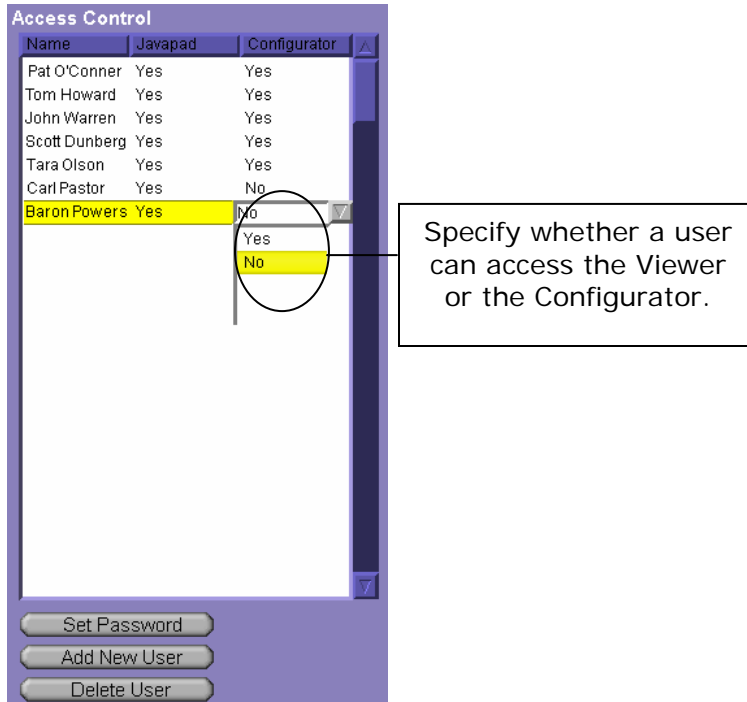 Access Control
Name Javapad Configurator
Pat O'Conner Yes Yes
Tom Howard Yes Yes
John Warren Yes Yes
Scott Dunberg Yes Yes
Tara Olson Yes Yes
Carl Pastor Yes No
Baron Powers Yes No
Yes
No
Specify whether a user
can access the Viewer
or the Configurator.
Set Password
Add New User
Delete User